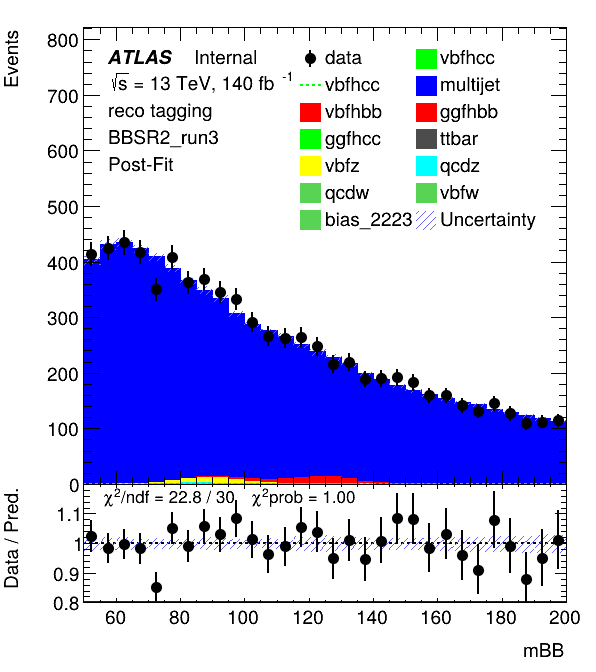 Events
800
700
600
500
400
300
200
100
0
ATLAS Internal
√s = 13 TeV, 140 fb -1
reco tagging
BBSR2_run3
Post-Fit
data
vbfhcc
vbfhcc
multijet
vbfhbb
ggfhbb
ggfhcc
ttbar
vbfz
qcdz
qcdw
vbfw
bias_2223
Uncertainty
χ2/ndf = 22.8 / 30 χ2prob = 1.00
Data / Pred.
1.1
1
0.9
0.8
60 80 100 120 140 160 180 200
mBB